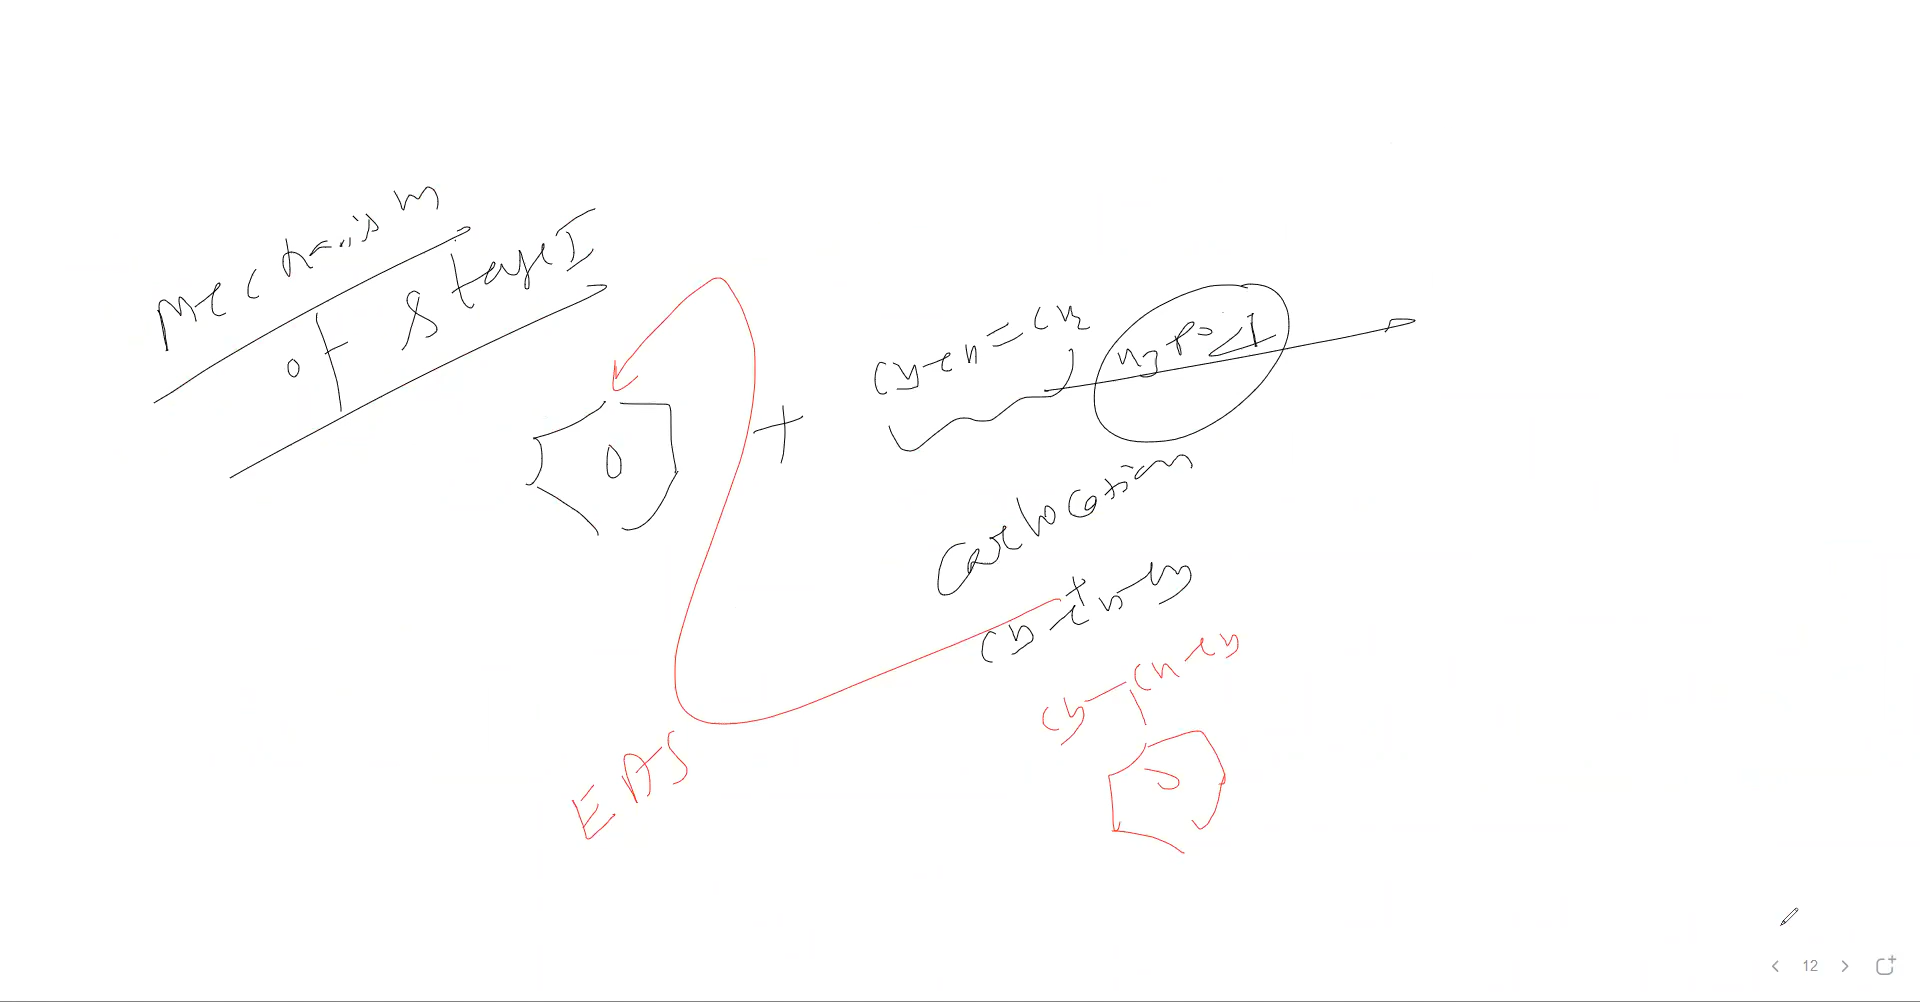 Mechanism
of Stage I
CH3-CH=CH2
H3PO4
+
Carbocation
CH3-CH-CH3
+
CH3-CH-CH3
EAS
12